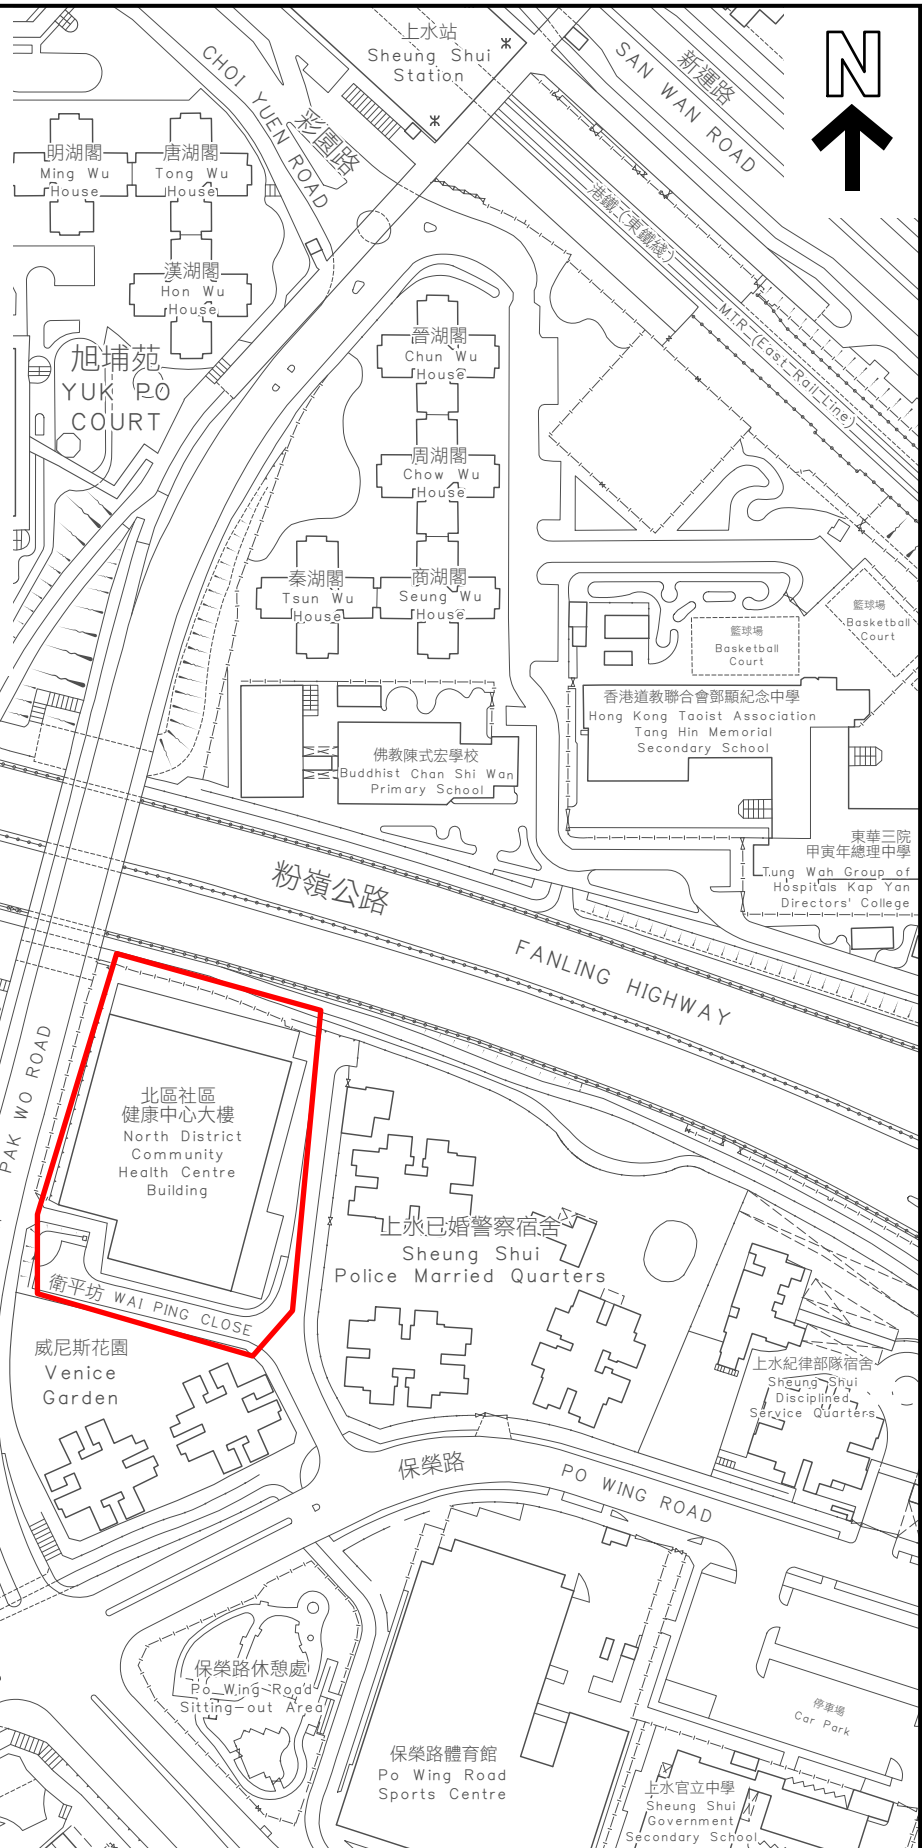 上水站
Sheung Shui
Station
N
新運路
SAN WAN ROAD
彩園路
CHOI YUEN ROAD
明湖閣
Ming Wu
House
唐湖閣
Tong Wu
House
港鐵 (東鐵綫)
MTR (East Rail Line)
漢湖閣
Hon Wu
House
旭埔苑
YUK PO
COURT
晉湖閣
Chun Wu
House
周湖閣
Chow Wu
House
秦湖閣
Tsun Wu
House
商湖閣
Seung Wu
House
籃球場
Basketball
Court
籃球場
Basketball
Court
香港道教聯合會鄧顯紀念中學
Hong Kong Taoist Association
Tang Hin Memorial
Secondary School
佛教陳式宏學校
Buddhist Chan Shi Wan
Primary School
東華三院
甲寅年總理中學
Tung Wah Group of
Hospitals Kap Yan
Directors' College
粉嶺公路
FANLING HIGHWAY
PAK WO ROAD
北區社區
健康中心大樓
North District
Community
Health Centre
Building
上水已婚警察宿舍
Sheung Shui
Police Married Quarters
衛平坊 WAI PING CLOSE
威尼斯花園
Venice
Garden
上水紀律部隊宿舍
Sheung Shui
Disciplined
Service Quarters
保榮路
PO WING ROAD
保榮路休憩處
Po Wing Road
Sitting-out Area
停車場
Car Park
保榮路體育館
Po Wing Road
Sports Centre
上水官立中學
Sheung Shui
Government
Secondary School